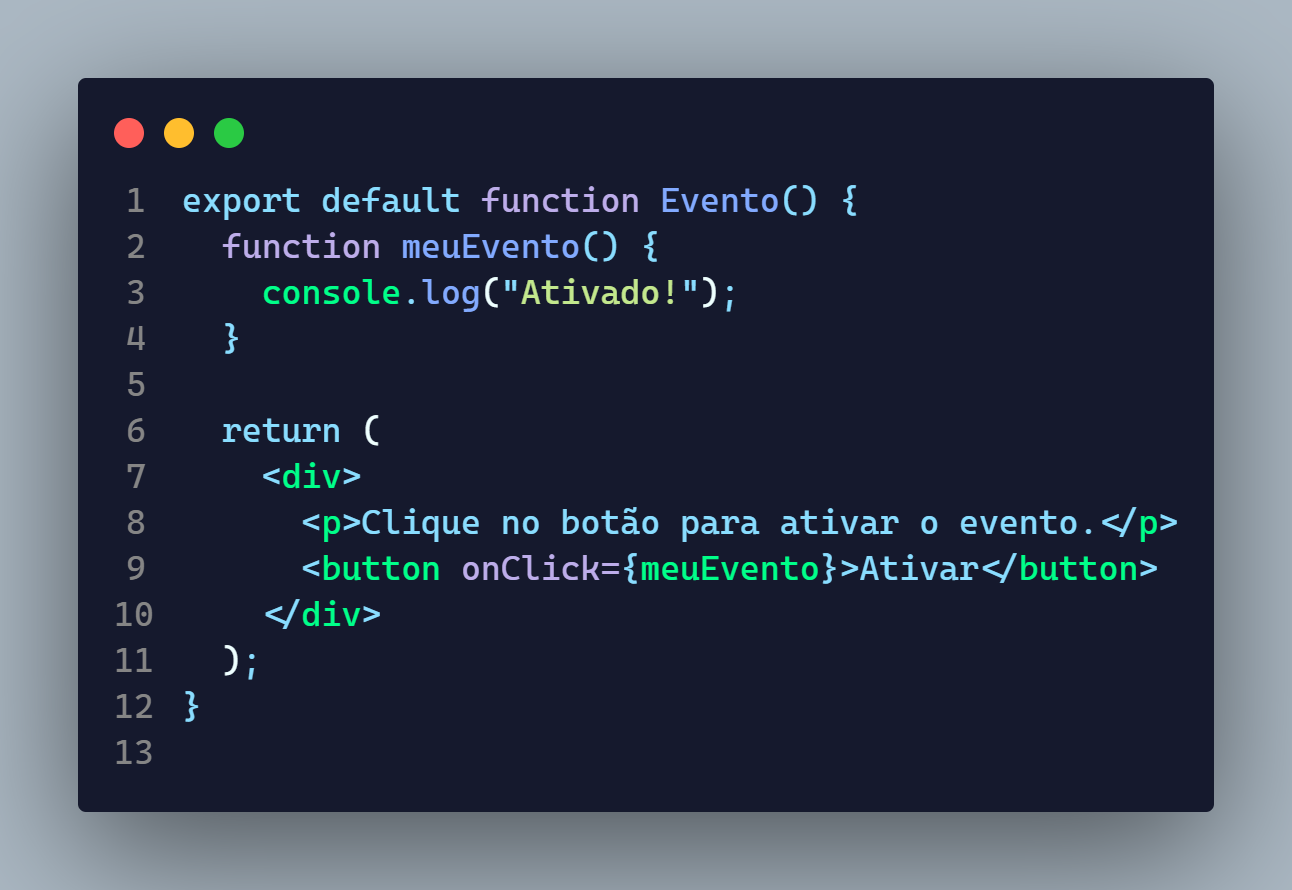 1 export default function Evento() {
2   function meuEvento() {
3     console.log("Ativado!");
4   }
5
6   return (
7     <div>
8       <p>Clique no botão para ativar o evento.</p>
9       <button onClick={meuEvento}>Ativar</button>
10     </div>
11   );
12 }
13